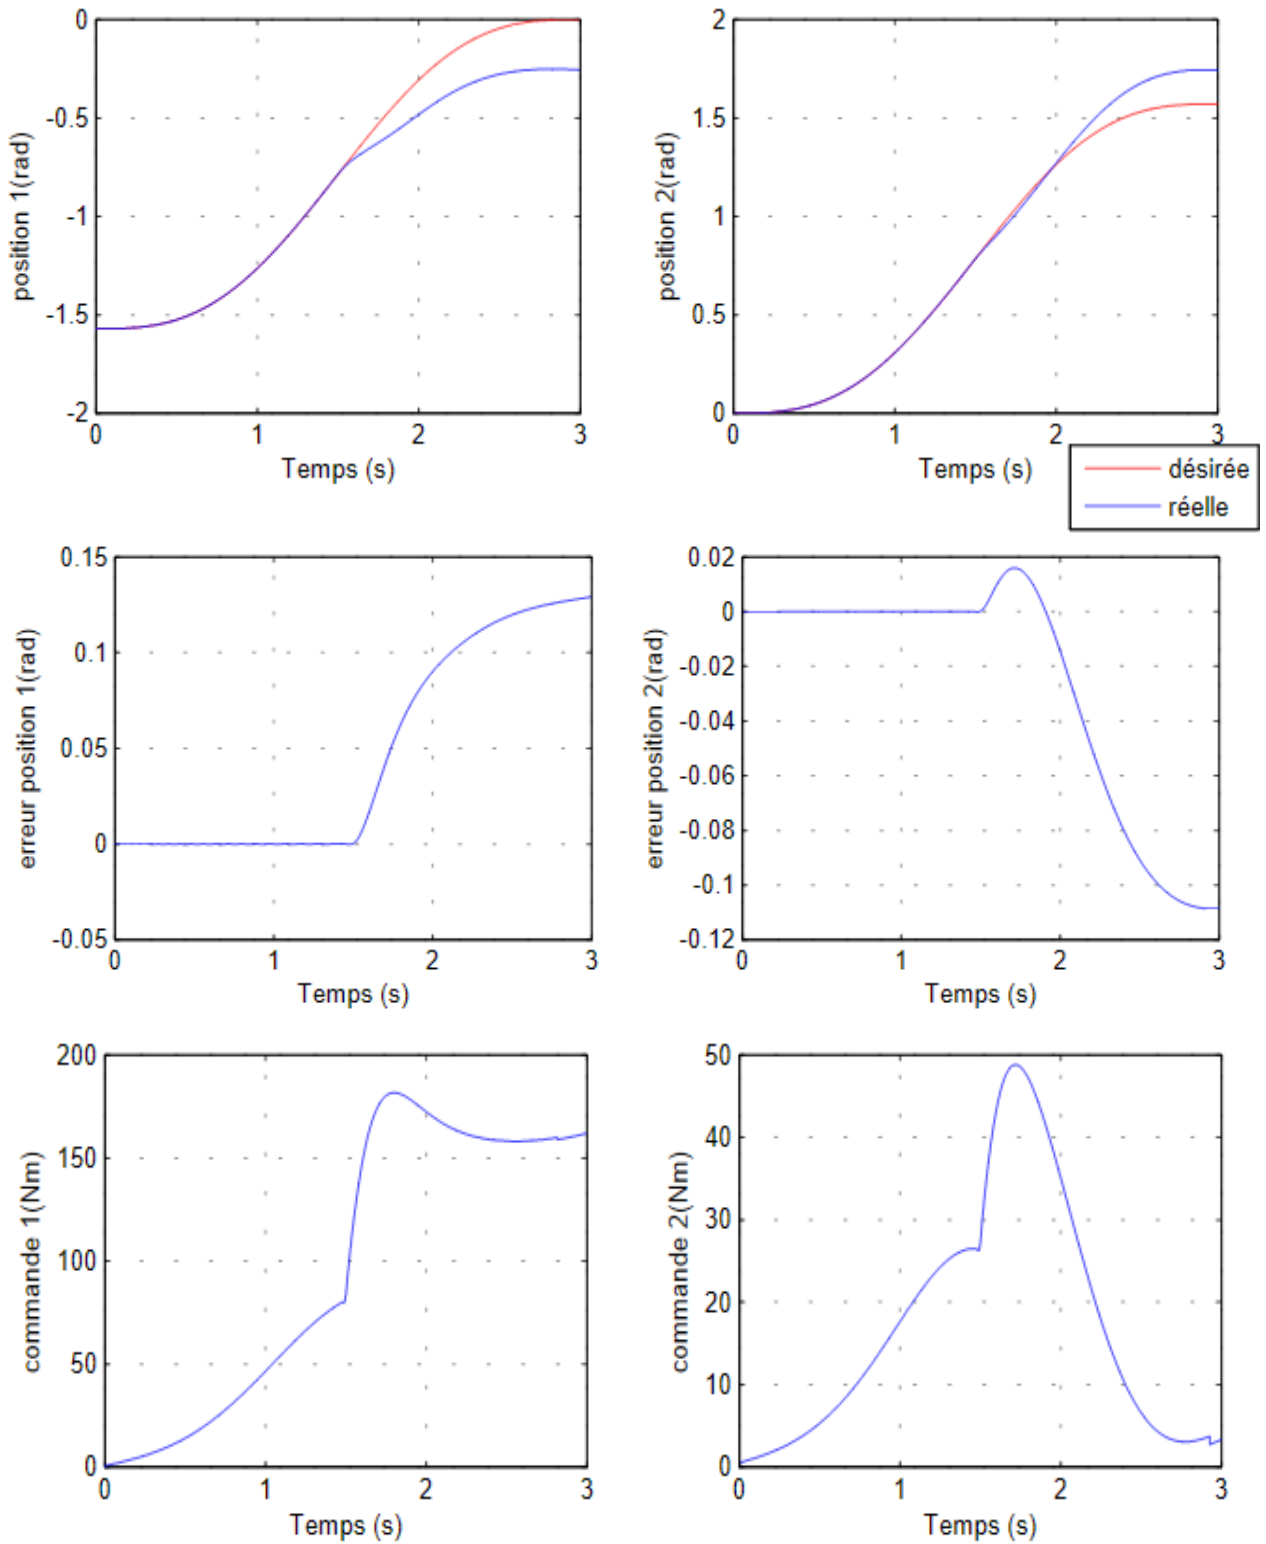 0
-0.5
-1
-1.5
-2
position 1(rad)
0 1 2 3
Temps (s)
2
1.5
1
0.5
0
position 2(rad)
0 1 2 3
Temps (s)
désirée
réelle
0.15
0.1
0.05
0
-0.05
erreur position 1(rad)
0 1 2 3
Temps (s)
0.02
0
-0.02
-0.04
-0.06
-0.08
-0.1
-0.12
erreur position 2(rad)
0 1 2 3
Temps (s)
200
150
100
50
0
commande 1(Nm)
0 1 2 3
Temps (s)
50
40
30
20
10
0
commande 2(Nm)
0 1 2 3
Temps (s)